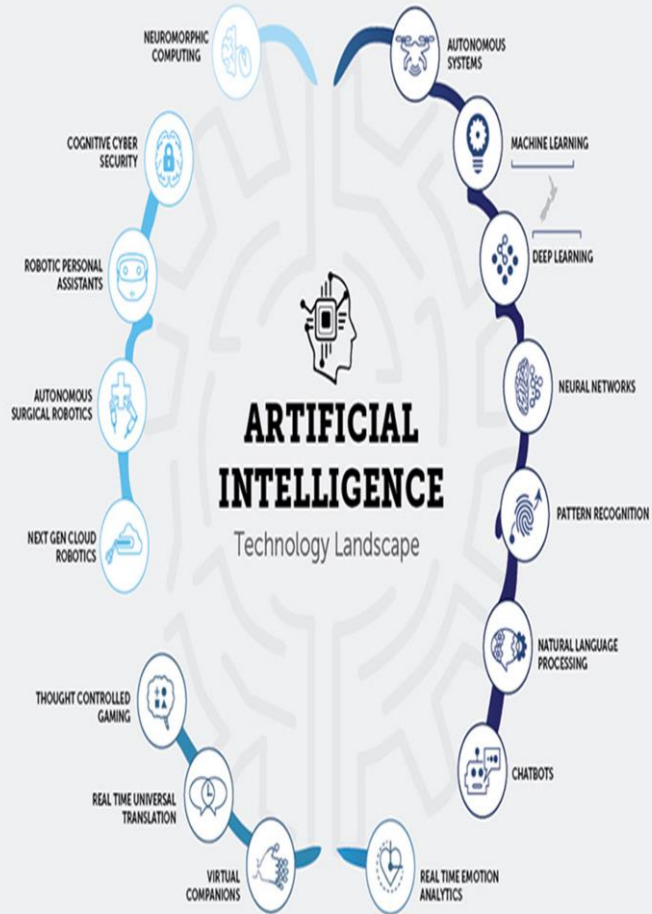 NEUROMORPHIC
COMPUTING
AUTONOMOUS
SYSTEMS
COGNITIVE CYBER
SECURITY
MACHINE LEARNING
ROBOTIC PERSONAL
ASSISTANTS
DEEP LEARNING
AUTONOMOUS
SURGICAL ROBOTICS
NEURAL NETWORKS
ARTIFICIAL
INTELLIGENCE
Technology Landscape
NEXT GEN CLOUD
ROBOTICS
PATTERN RECOGNITION
NATURAL LANGUAGE
PROCESSING
THOUGHT CONTROLLED
GAMING
CHATBOTS
REAL TIME UNIVERSAL
TRANSLATION
VIRTUAL
COMPANIONS
REAL TIME EMOTION
ANALYTICS